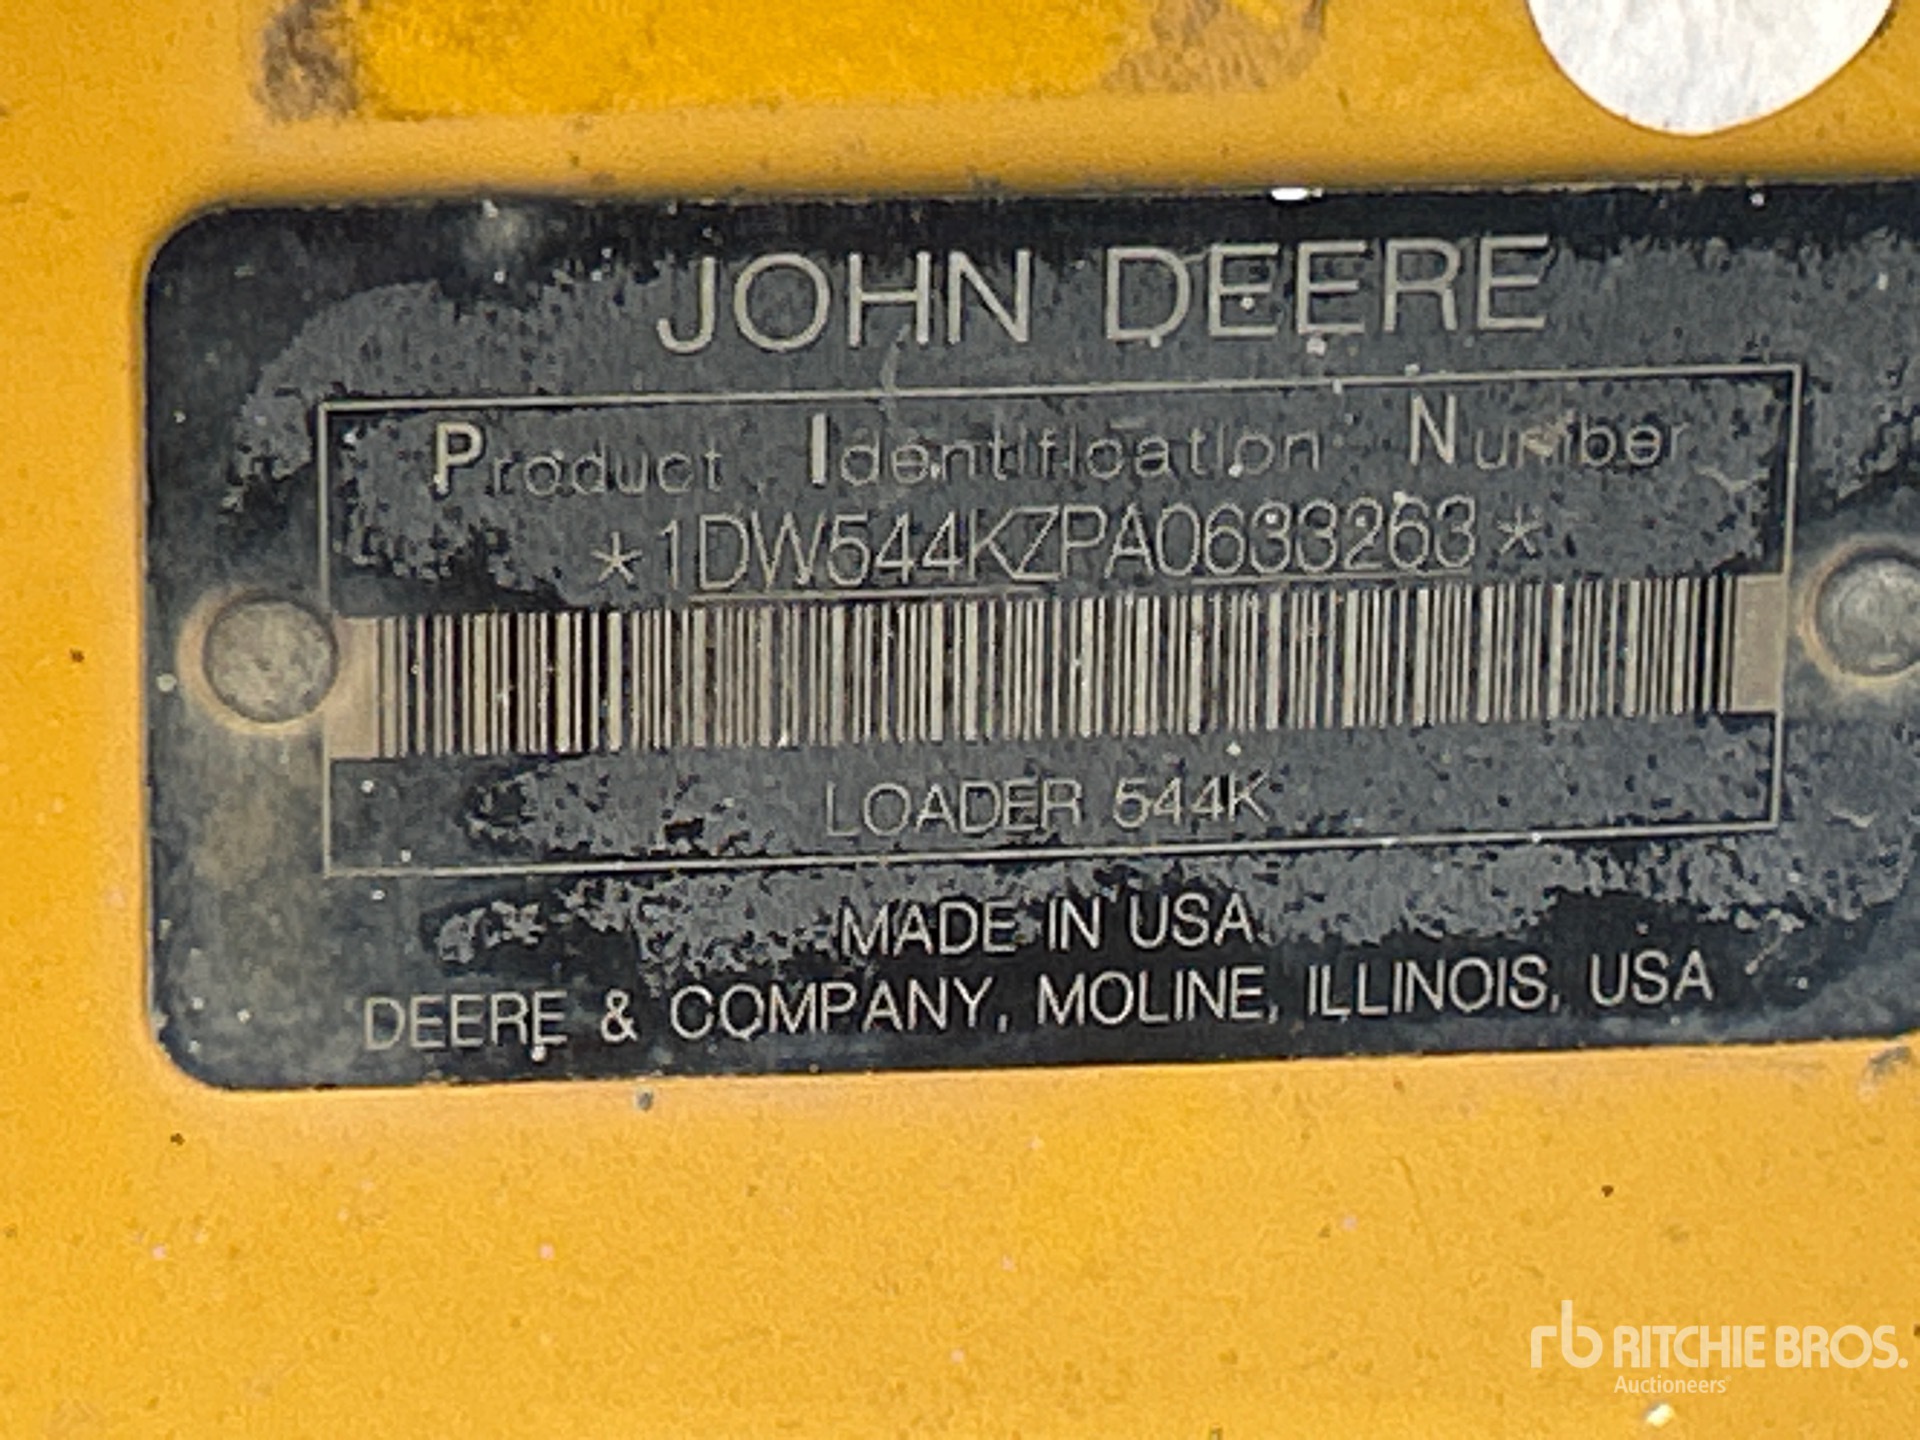 JOHN DEERE
Product Identification Number
*1DW544KZPA0633263*
LOADER 544K
MADE IN USA
DEERE & COMPANY, MOLINE, ILLINOIS, USA
rb RITCHIE BROS.
Auctioneers